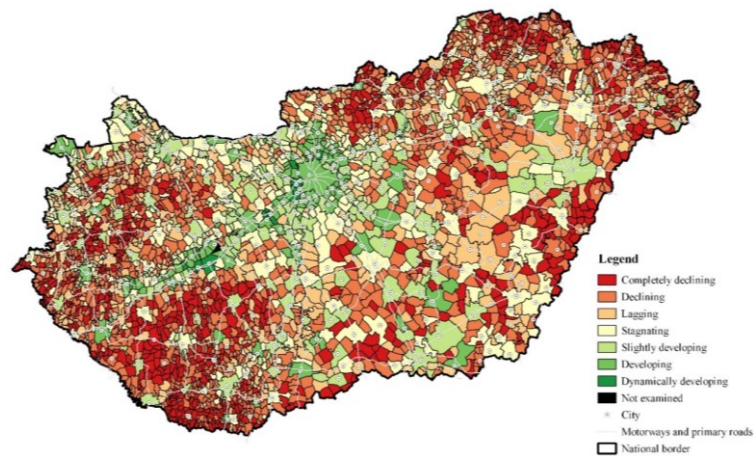 Legend
Completely declining
Declining
Lagging
Stagnating
Slightly developing
Developing
Dynamically developing
Not examined
City
Motorways and primary roads
National border